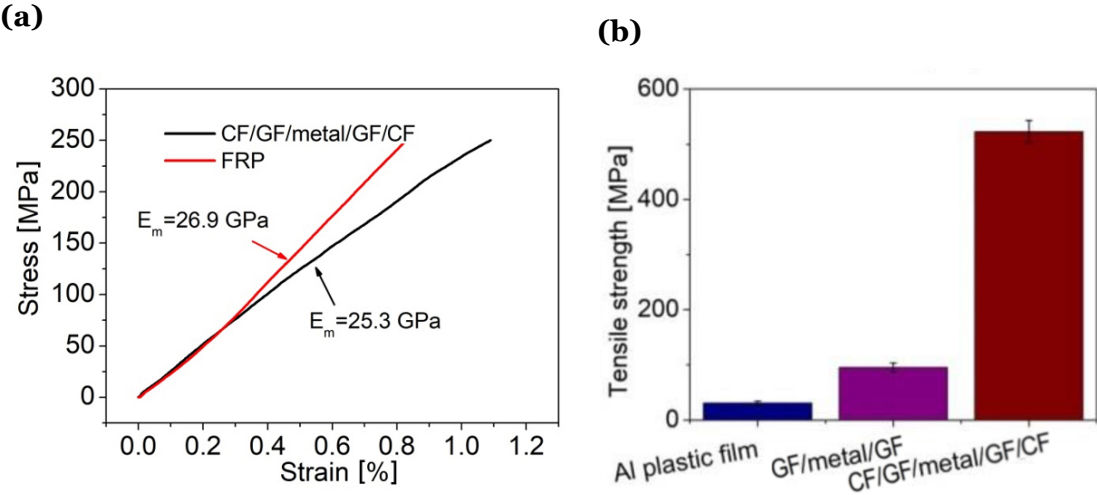 (a)
(b)
300
250
200
150
100
50
0
Stress [MPa]
CF/GF/metal/GF/CF
FRP
Eₘ=26.9 GPa
Eₘ=25.3 GPa
0.0 0.2 0.4 0.6 0.8 1.0 1.2
Strain [%]
600
400
200
0
Tensile strength [MPa]
Al plastic film
GF/metal/GF
CF/GF/metal/GF/CF